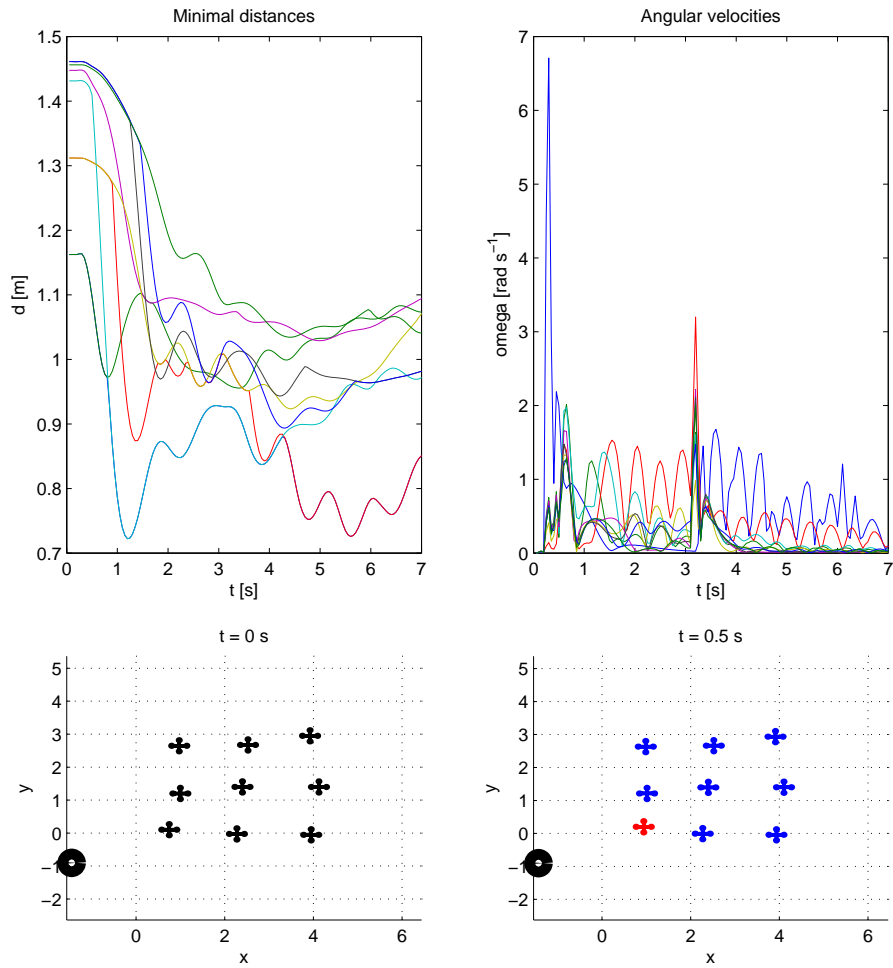 Minimal distances
1.5
1.4
1.3
1.2
1.1
1
0.9
0.8
0.7
d [m]
0 1 2 3 4 5 6 7
t [s]
Angular velocities
7
6
5
4
3
2
1
0
omega [rad s⁻¹]
0 1 2 3 4 5 6 7
t [s]
t = 0 s
5
4
3
2
1
0
−1
−2
y
0 2 4 6
x
t = 0.5 s
5
4
3
2
1
0
−1
−2
y
0 2 4 6
x